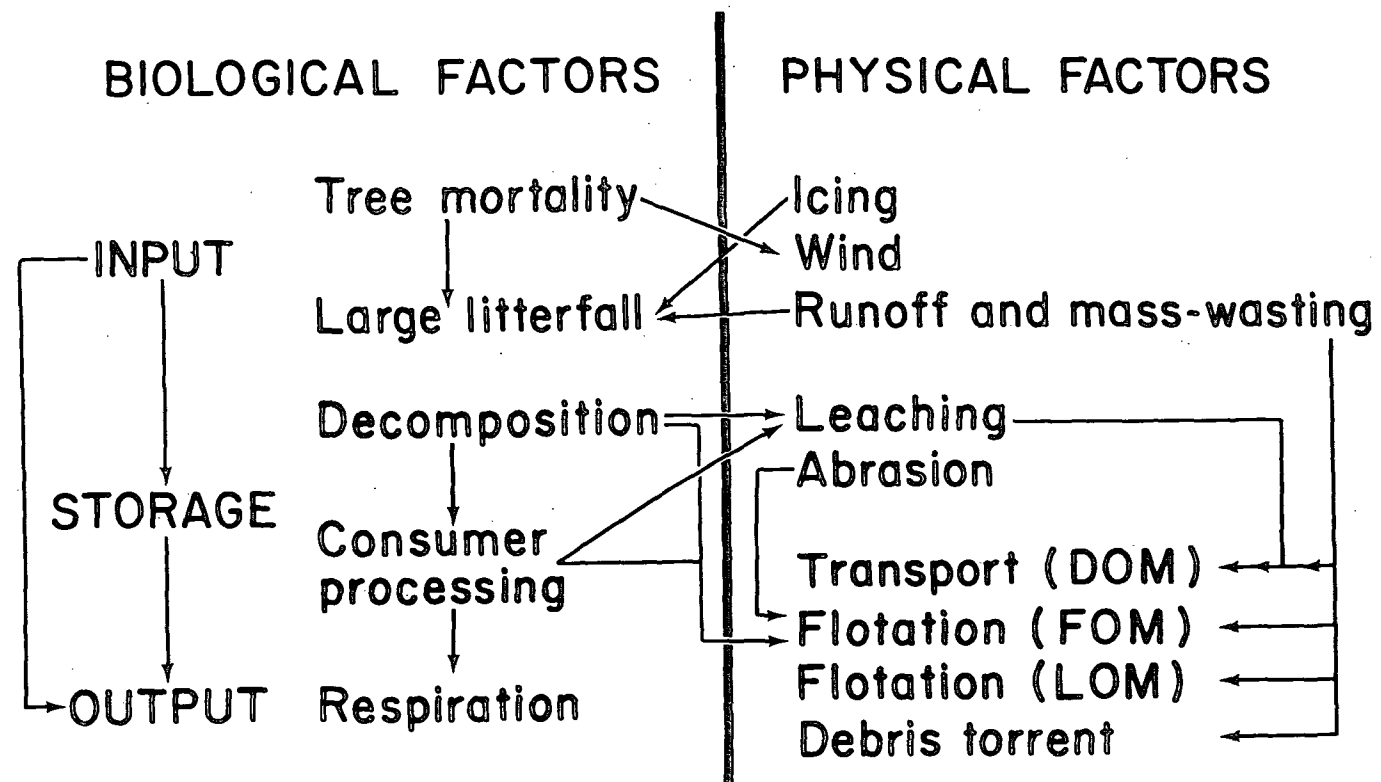 BIOLOGICAL FACTORS
PHYSICAL FACTORS
Tree mortality
Icing
INPUT
Wind
Large litterfall
Runoff and mass-wasting
Decomposition
Leaching
Abrasion
STORAGE
Consumer
processing
Transport (DOM)
Flotation (FOM)
Flotation (LOM)
OUTPUT
Respiration
Debris torrent